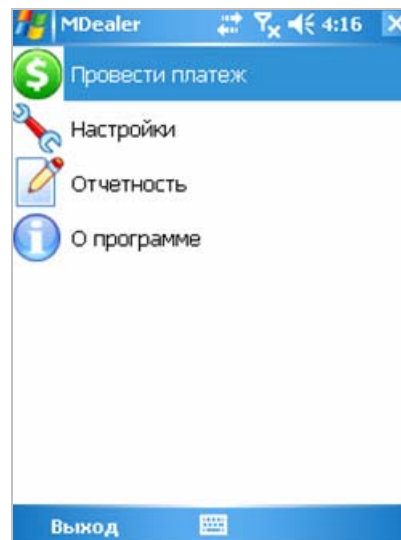 MDealer 4:16
Провести платеж
Настройки
Отчетность
О программе
Выход